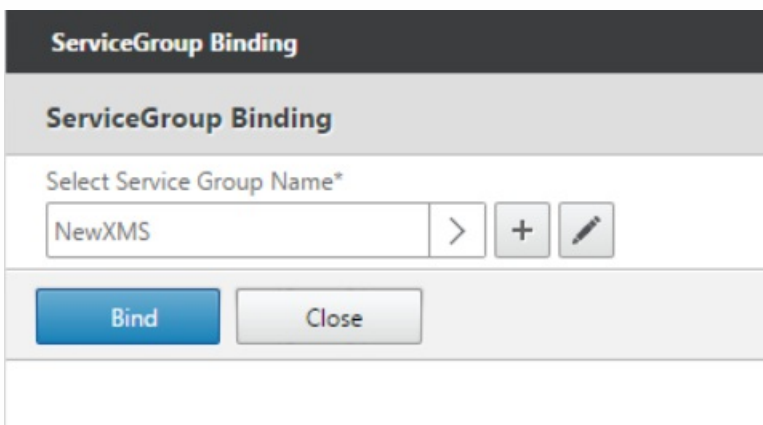 ServiceGroup Binding
ServiceGroup Binding
Select Service Group Name*
NewXMS
Bind Close